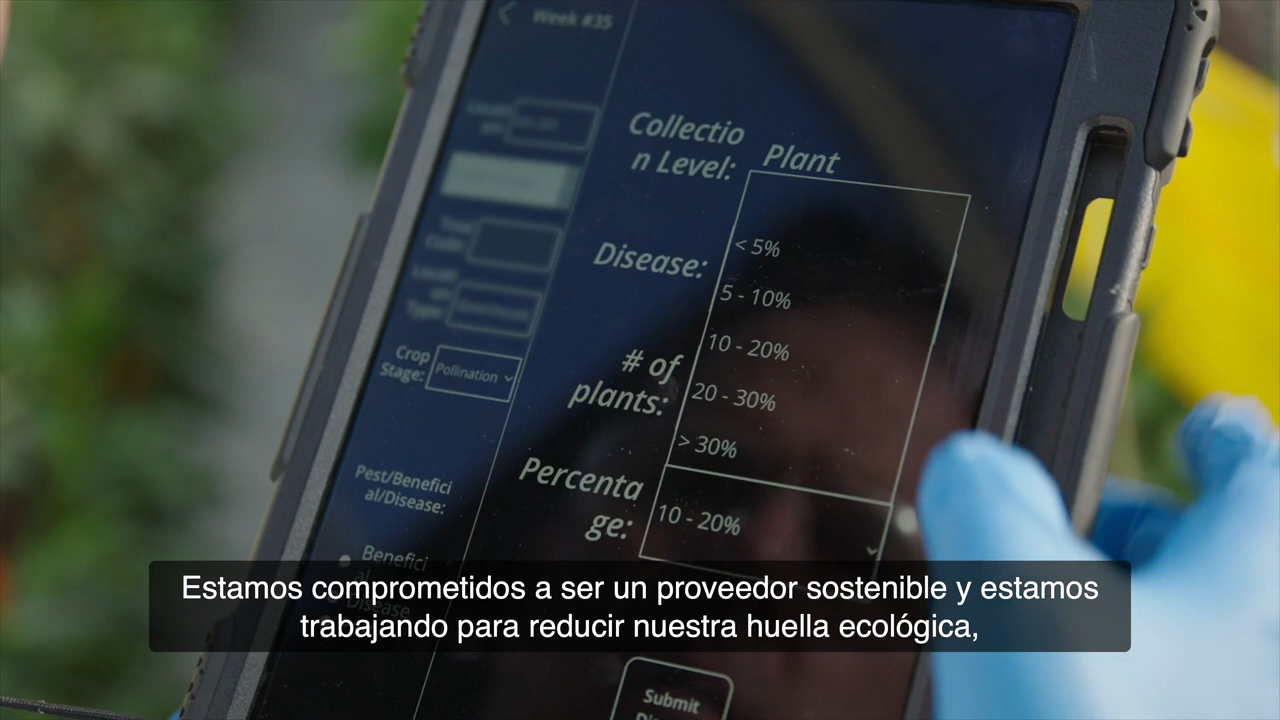 Week #35
Crop
Stage:
Pollination
Pest/Benefici
al/Disease:
Benefici
Disease
Collectio
n Level:
Plant
Disease:
< 5%
5 - 10%
10 - 20%
# of
plants:
20 - 30%
> 30%
Percenta
ge:
10 - 20%
Submit
Estamos comprometidos a ser un proveedor sostenible y estamos
trabajando para reducir nuestra huella ecológica,